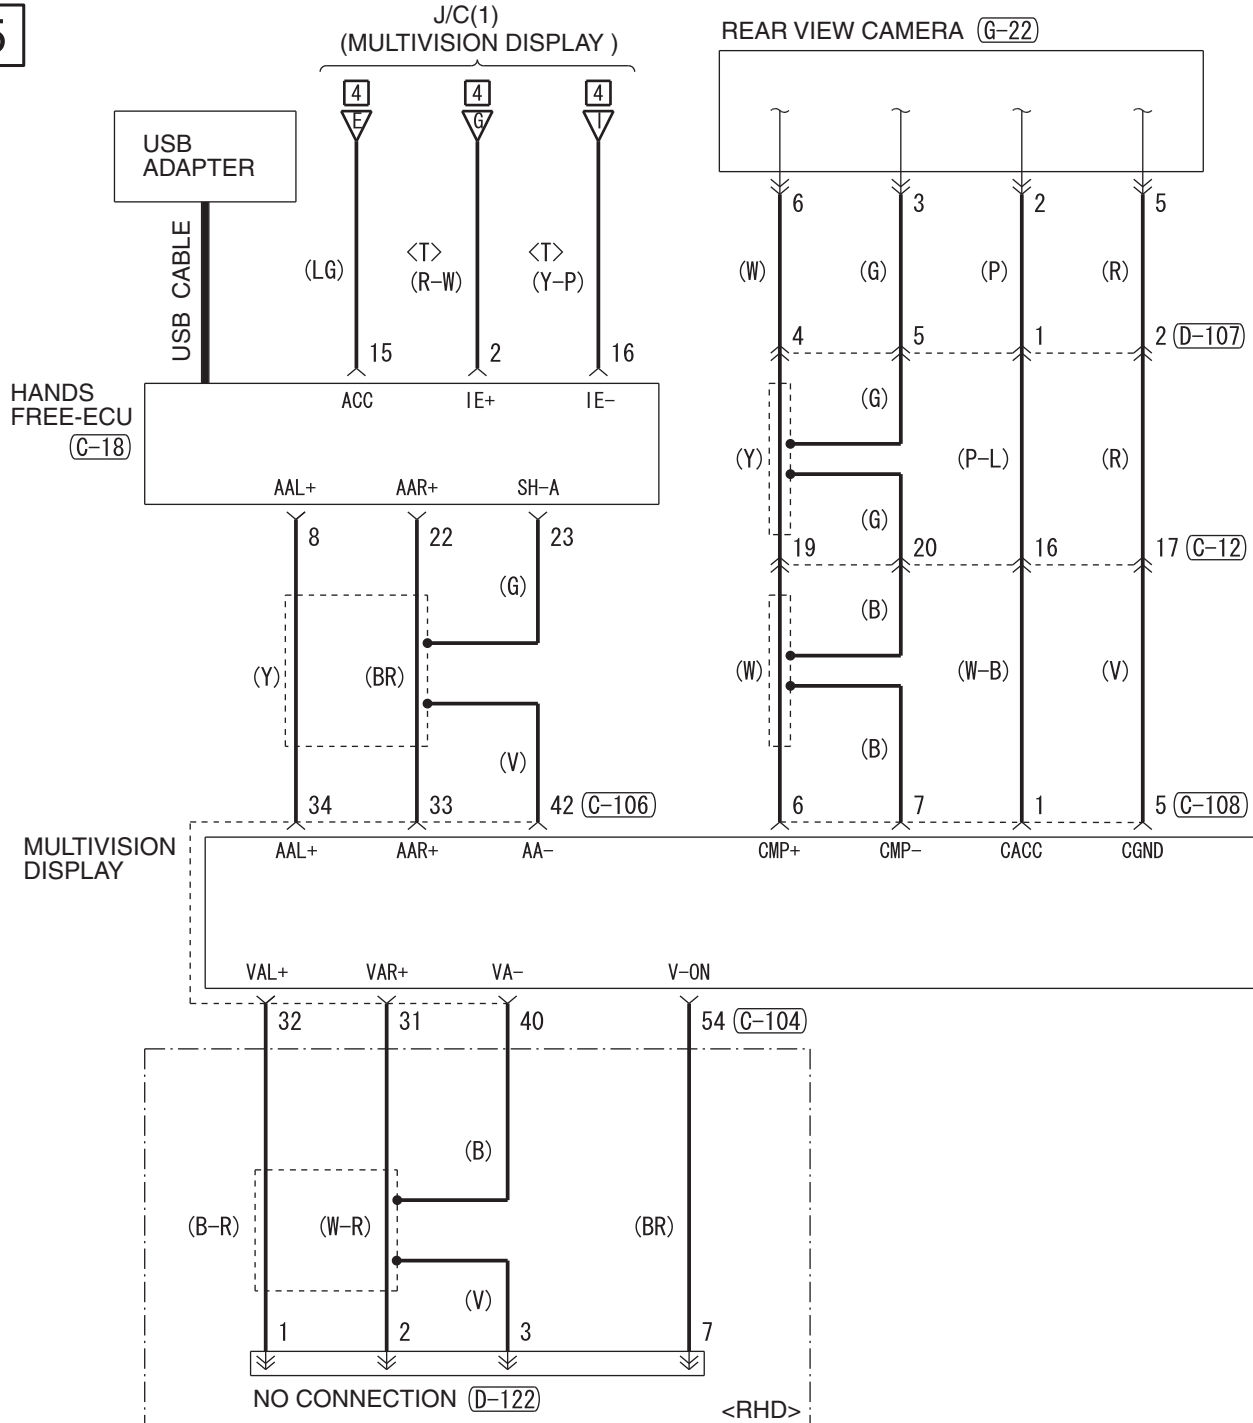 5
J/C(1)
(MULTIVISION DISPLAY )
REAR VIEW CAMERA (G-22)
4 4 4
E G I
USB
ADAPTER
USB CABLE
6 3 2 5
(LG) <T> <T>
(R-W) (Y-P)
(W) (G) (P) (R)
15 2 16
4 5 1 2 (D-107)
HANDS
FREE-ECU
(C-18)
ACC IE+ IE-
(G)
(Y) (P-L) (R)
AAL+ AAR+ SH-A
(G)
8 22 23
19 20 16 17 (C-12)
(G)
(B)
(Y) (BR)
(W) (W-B) (V)
(V)
(B)
34 33 42 (C-106)
6 7 1 5 (C-108)
MULTIVISION
DISPLAY
AAL+ AAR+ AA- CMP+ CMP- CACC CGND
VAL+ VAR+ VA- V-ON
32 31 40 54 (C-104)
(B)
(B-R) (W-R) (BR)
(V)
1 2 3 7
NO CONNECTION (D-122)
<RHD>